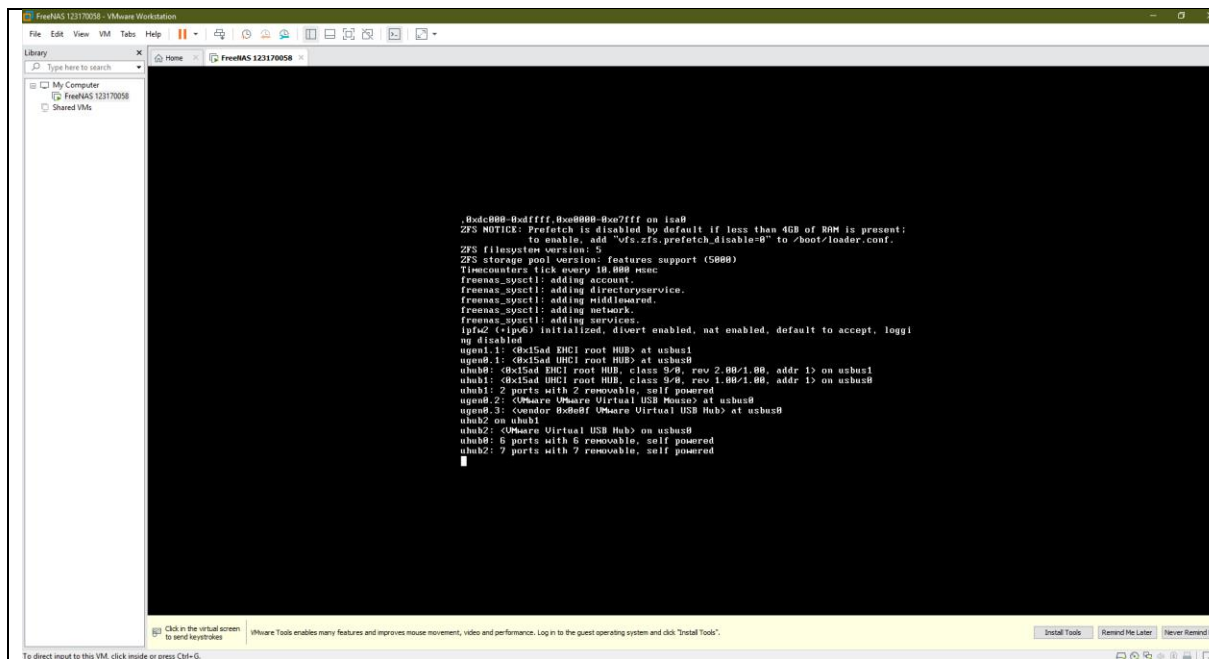 FreeNAS 123170058 - VMware Workstation
File Edit View VM Tabs Help
Library
Type here to search
My Computer
FreeNAS 123170058
Shared VMs
Home
FreeNAS 123170058
,0xdc000-0xdffff,0xe0000-0xe7fff on isa0
ZFS NOTICE: Prefetch is disabled by default if less than 4GB of RAM is present;
to enable, add "vfs.zfs.prefetch_disable=0" to /boot/loader.conf.
ZFS filesystem version: 5
ZFS storage pool version: features support (5000)
Timecounters tick every 10.000 msec
freenas_sysctl: adding account.
freenas_sysctl: adding directoryservice.
freenas_sysctl: adding middlewared.
freenas_sysctl: adding network.
freenas_sysctl: adding services.
ipfw2 (+ipv6) initialized, divert enabled, nat enabled, default to accept, loggi
ng disabled
ugen1.1: <0x15ad EHCI root HUB> at usbus1
ugen0.1: <0x15ad UHCI root HUB> at usbus0
uhub0: <0x15ad EHCI root HUB, class 9/0, rev 2.00/1.00, addr 1> on usbus1
uhub1: <0x15ad UHCI root HUB, class 9/0, rev 1.00/1.00, addr 1> on usbus0
uhub1: 2 ports with 2 removable, self powered
ugen0.2: <VMware VMware Virtual USB Mouse> at usbus0
ugen0.3: <vendor 0x0e0f VMware Virtual USB Hub> at usbus0
uhub2 on uhub1
uhub2: <VMware Virtual USB Hub> on usbus0
uhub0: 6 ports with 6 removable, self powered
uhub2: 7 ports with 7 removable, self powered
Click in the virtual screen
to send keystrokes
VMware Tools enables many features and improves mouse movement, video and performance. Log in to the guest operating system and click "Install Tools".
Install Tools
Remind Me Later
Never Remind
To direct input to this VM, click inside or press Ctrl+G.